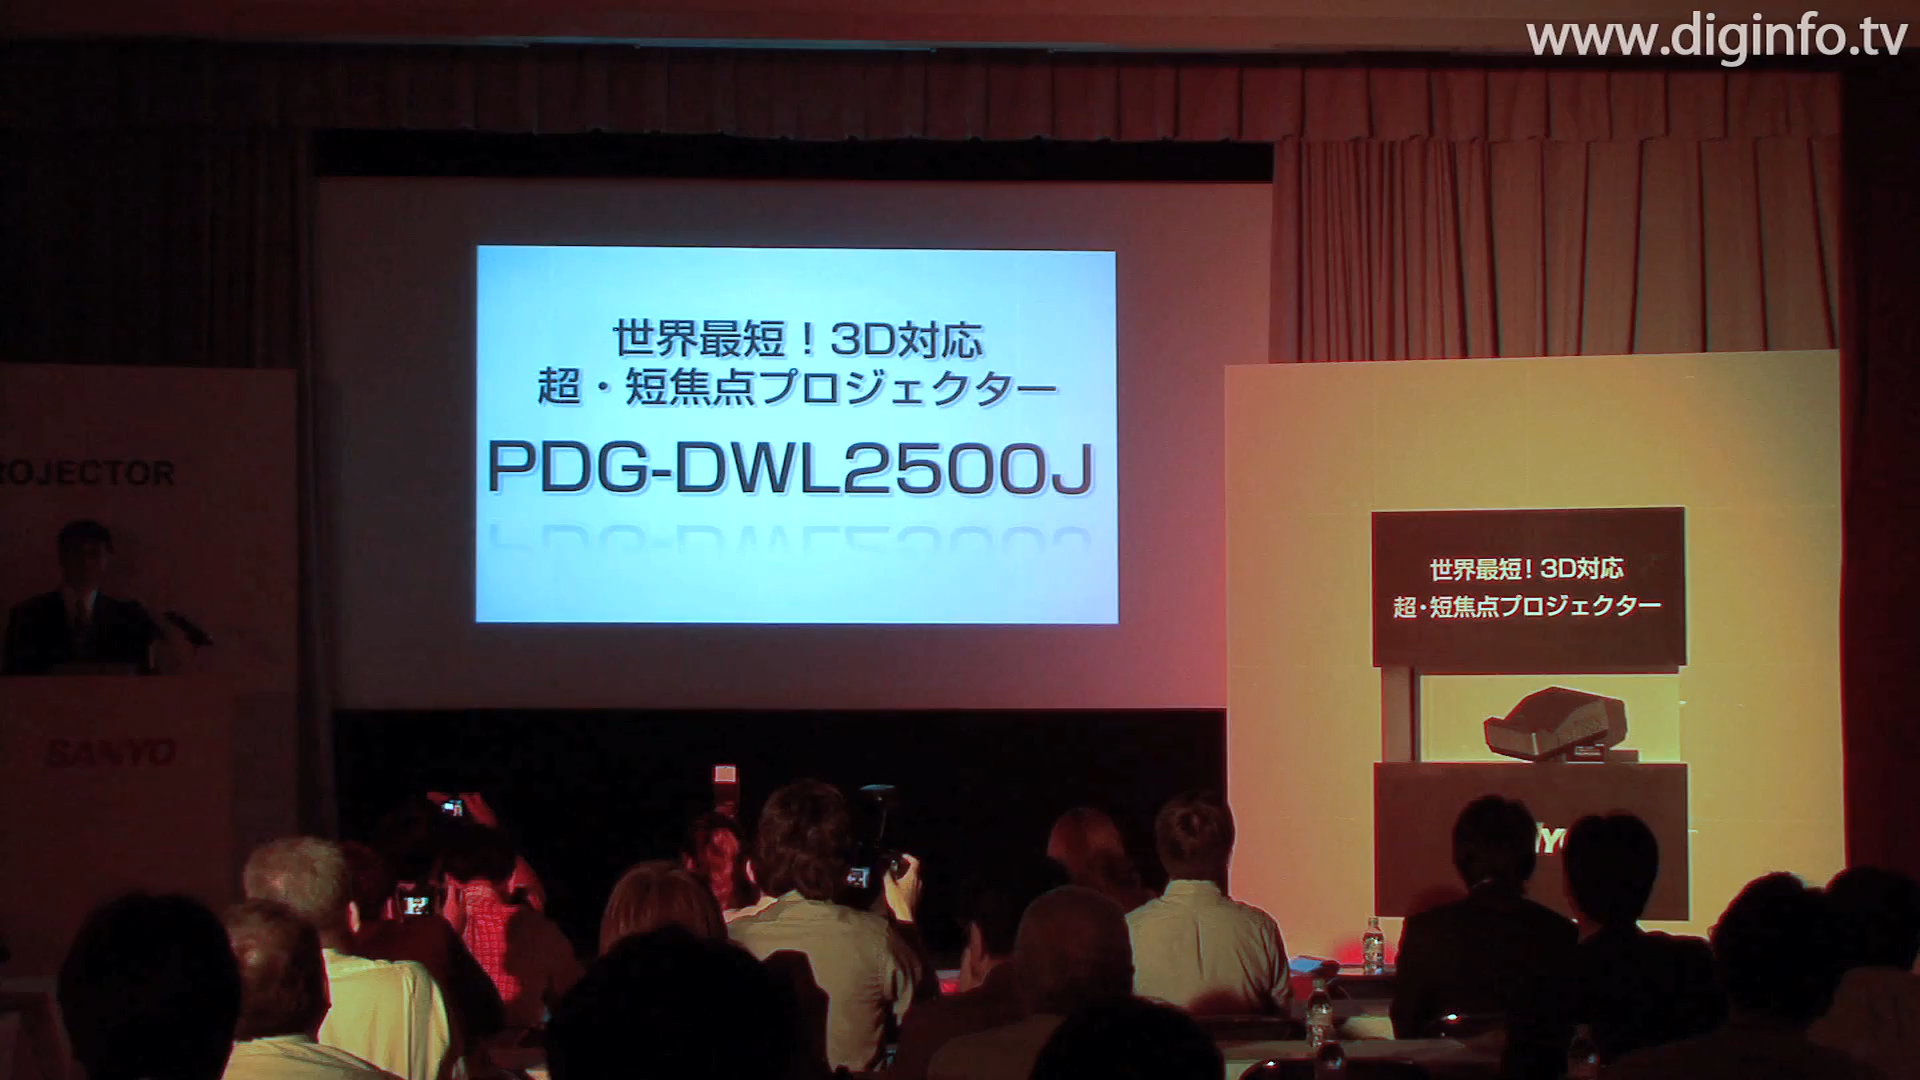 www.diginfo.tv
世界最短！3D対応
超・短焦点プロジェクター
PDG-DWL2500J
ROJECTOR
世界最短！3D対応
超・短焦点プロジェクター
SANYO